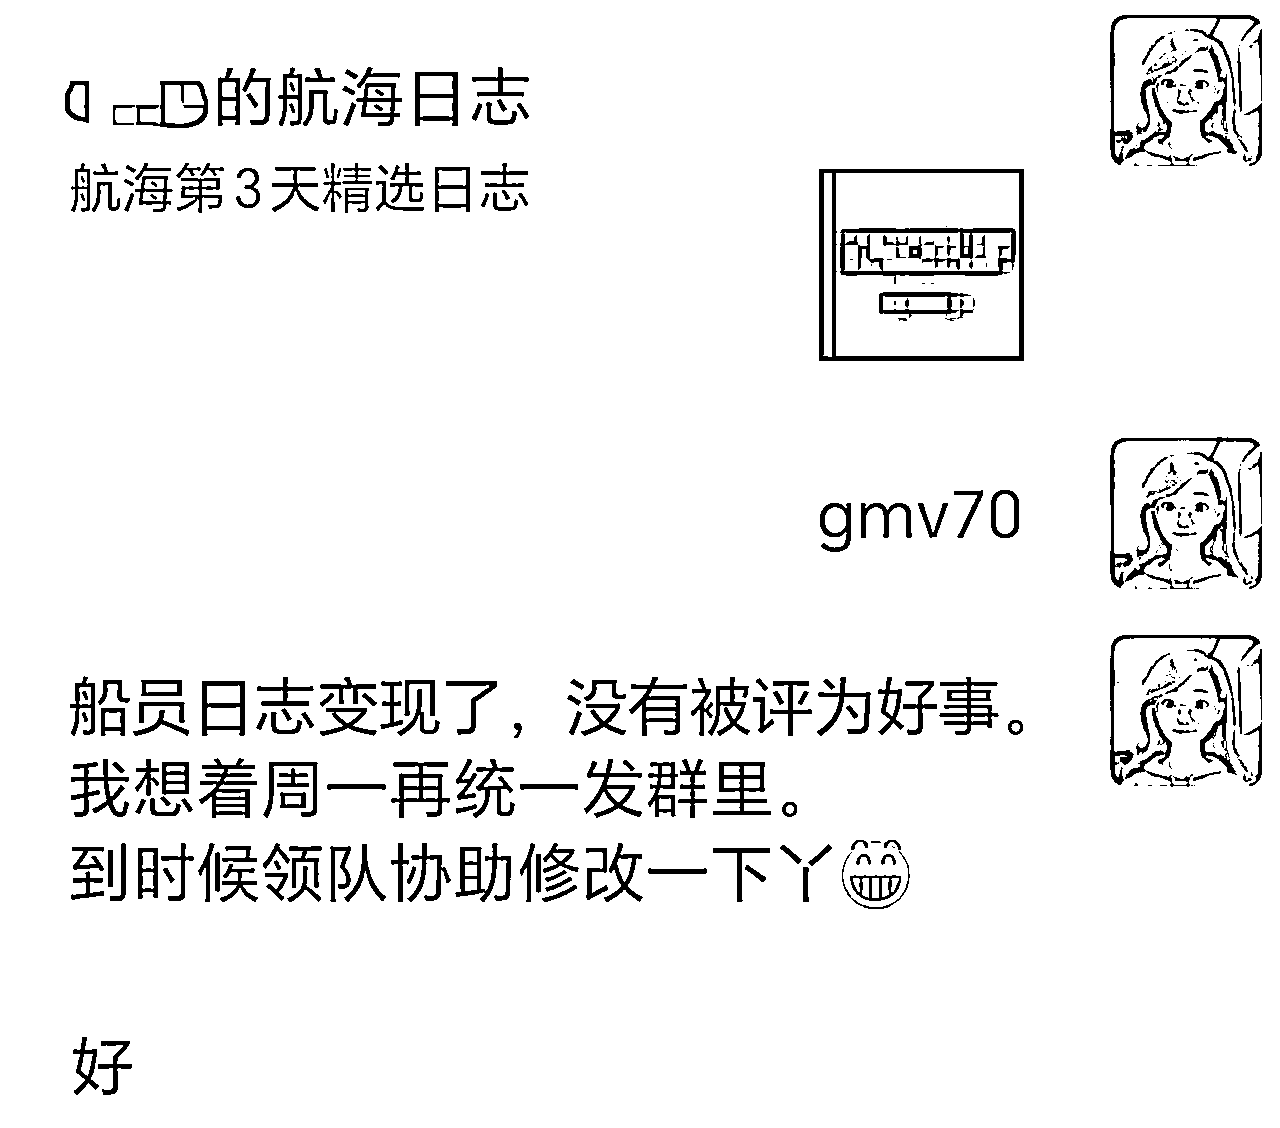 的航海日志
航海第3天精选日志
gmv70
船员日志变现了，没有被评为好事。
我想着周一再统一发群里。
到时候领队协助修改一下丫😁
好